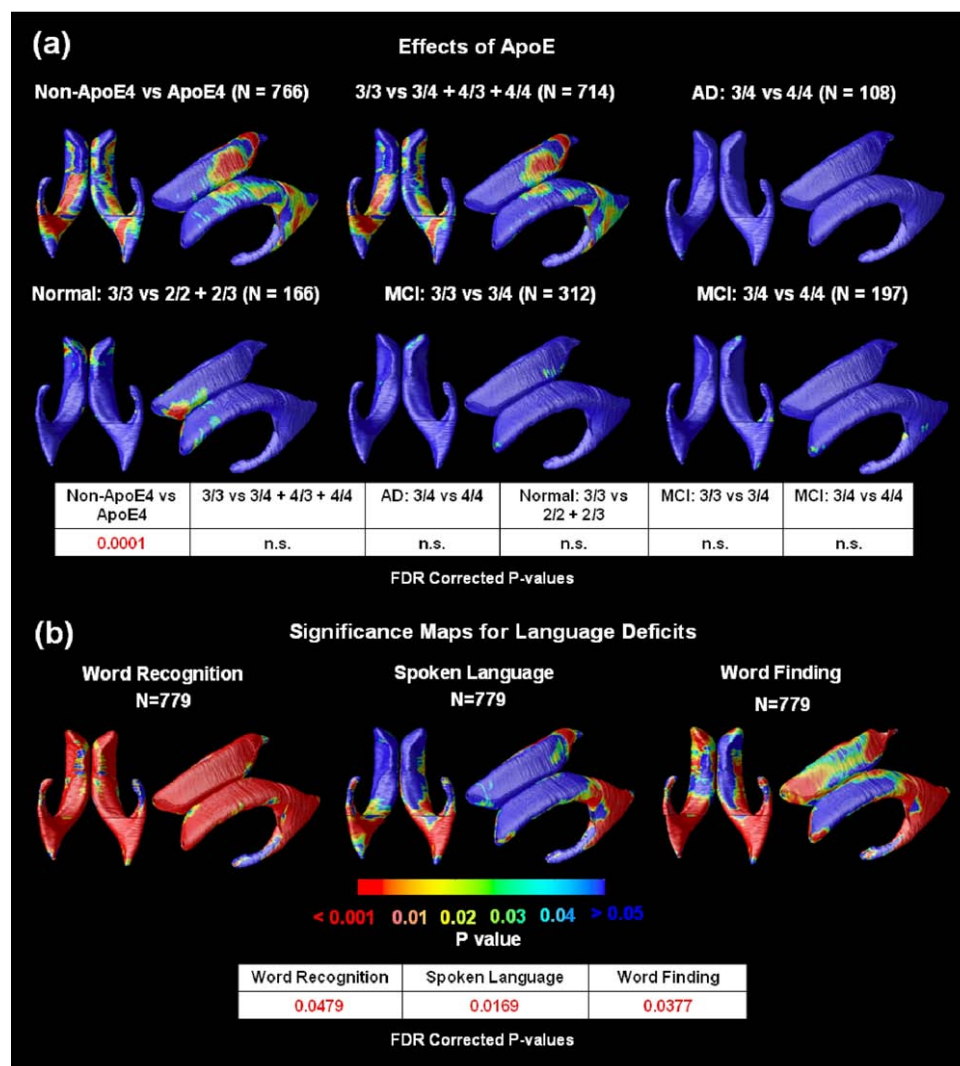 (a)
Effects of ApoE
Non-ApoE4 vs ApoE4 (N = 766)
3/3 vs 3/4 + 4/3 + 4/4 (N = 714)
AD: 3/4 vs 4/4 (N = 108)
Normal: 3/3 vs 2/2 + 2/3 (N = 166)
MCI: 3/3 vs 3/4 (N = 312)
MCI: 3/4 vs 4/4 (N = 197)
Non-ApoE4 vs
ApoE4
3/3 vs 3/4 + 4/3 + 4/4
AD: 3/4 vs 4/4
Normal: 3/3 vs
2/2 + 2/3
MCI: 3/3 vs 3/4
MCI: 3/4 vs 4/4
0.0001
n.s.
n.s.
n.s.
n.s.
n.s.
FDR Corrected P-values
(b)
Significance Maps for Language Deficits
Word Recognition
N=779
Spoken Language
N=779
Word Finding
N=779
< 0.001 0.01 0.02 0.03 0.04 > 0.05
P value
Word Recognition
Spoken Language
Word Finding
0.0479
0.0169
0.0377
FDR Corrected P-values